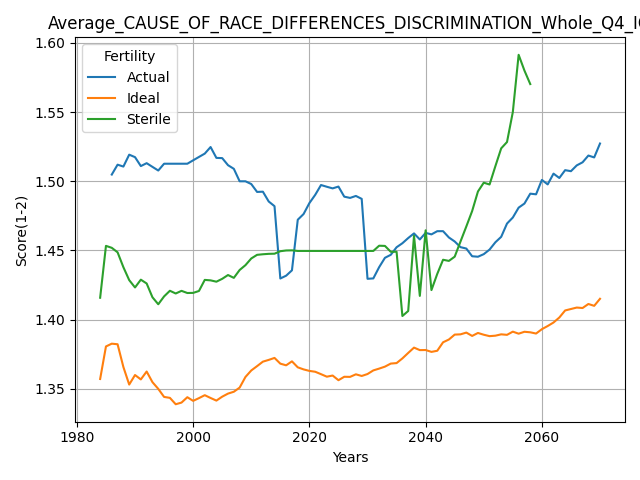 Average_CAUSE_OF_RACE_DIFFERENCES_DISCRIMINATION_Whole_Q4_I
Fertility
Actual
Ideal
Sterile
Score(1-2)
1.60
1.55
1.50
1.45
1.40
1.35
1980
2000
2020
2040
2060
Years